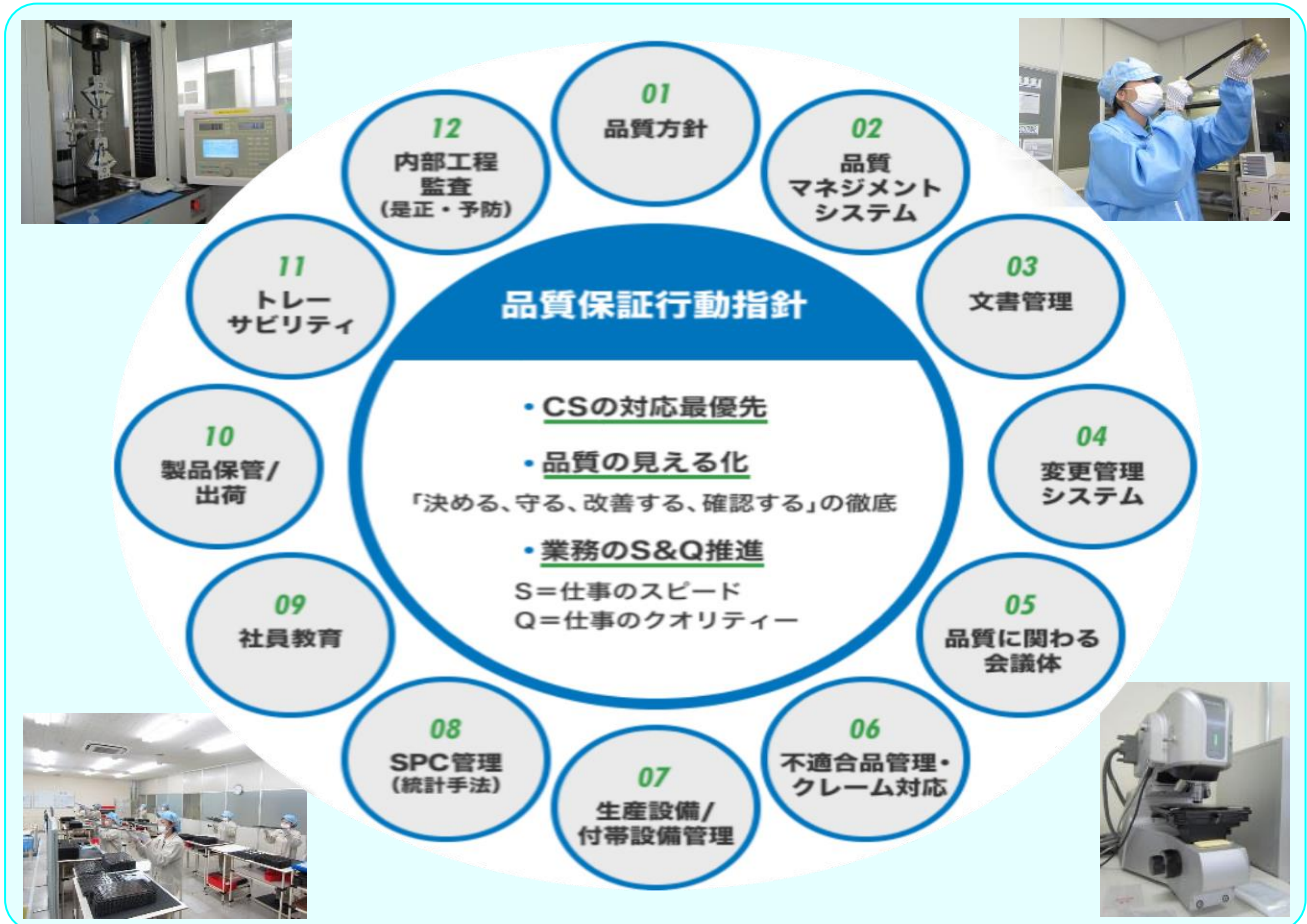 01
品質方針
02
品質
マネジメント
システム
03
文書管理
04
変更管理
システム
05
品質に関わる
会議体
06
不適合品管理・
クレーム対応
07
生産設備/
付帯設備管理
08
SPC管理
(統計手法)
09
社員教育
10
製品保管/
出荷
11
トレー
サビリティ
12
内部工程
監査
(是正・予防)
品質保証行動指針
・CSの対応最優先
・品質の見える化
「決める、守る、改善する、確認する」の徹底
・業務のS&Q推進
S=仕事のスピード
Q=仕事のクオリティー